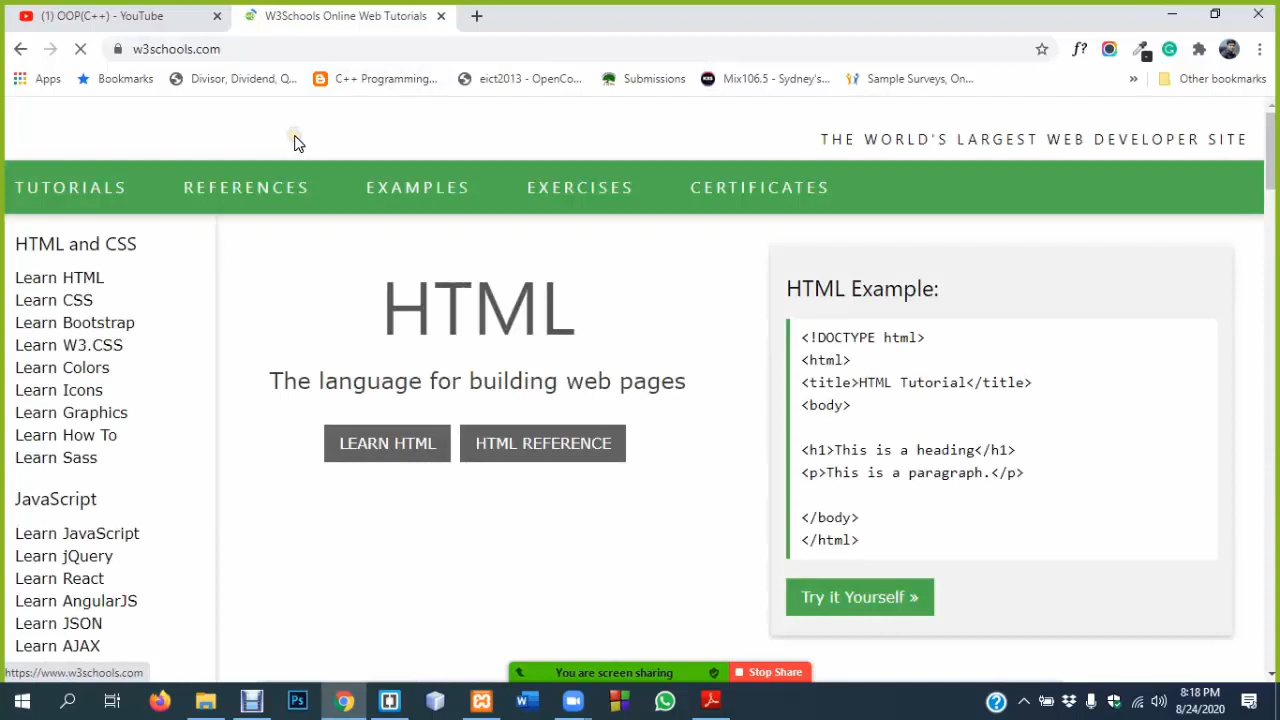 (1) OOP(C++) - YouTube
W3Schools Online Web Tutorials
w3schools.com
f?
Apps
Bookmarks
Divisor, Dividend, Q...
C++ Programming...
eict2013 - OpenCo...
Submissions
Mix106.5 - Sydney's...
Sample Surveys, On...
»
Other bookmarks
THE WORLD'S LARGEST WEB DEVELOPER SITE
TUTORIALS REFERENCES EXAMPLES EXERCISES CERTIFICATES
HTML and CSS
Learn HTML
Learn CSS
Learn Bootstrap
Learn W3.CSS
Learn Colors
Learn Icons
Learn Graphics
Learn How To
Learn Sass
JavaScript
Learn JavaScript
Learn jQuery
Learn React
Learn AngularJS
Learn JSON
Learn AJAX
https://www.w3schools.com
HTML
The language for building web pages
LEARN HTML
HTML REFERENCE
HTML Example:
<!DOCTYPE html>
<html>
<title>HTML Tutorial</title>
<body>
<h1>This is a heading</h1>
<p>This is a paragraph.</p>
</body>
</html>
Try it Yourself »
You are screen sharing
Stop Share
Ps
8:18 PM
8/24/2020